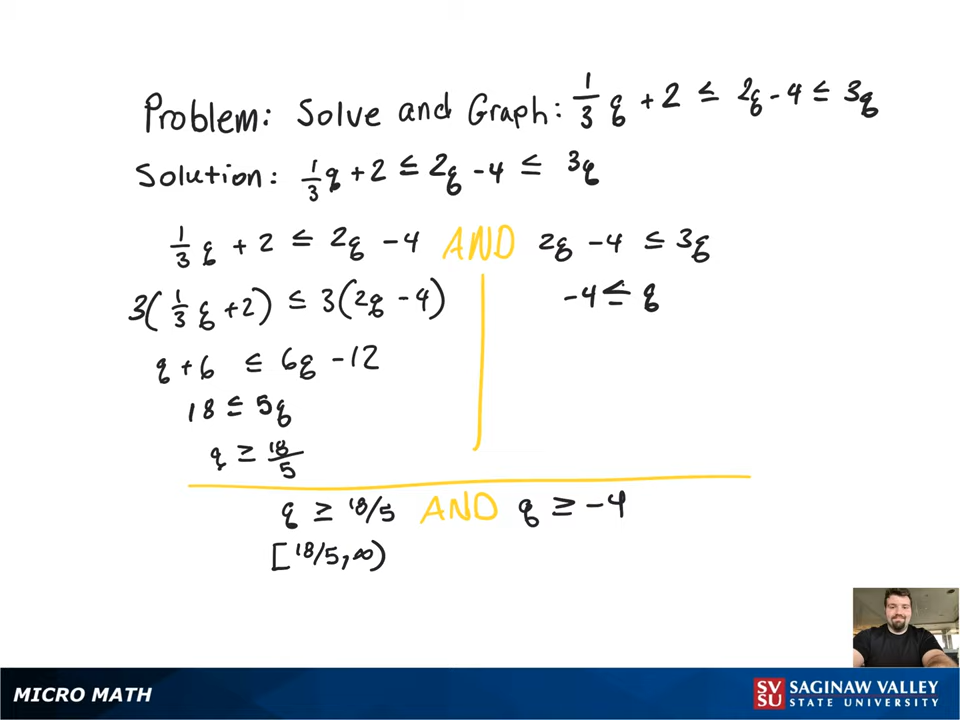 Problem: Solve and Graph: 1/3 q + 2 ≤ 2q - 4 ≤ 3q
Solution: 1/3 q + 2 ≤ 2q - 4 ≤ 3q
1/3 q + 2 ≤ 2q - 4 AND 2q - 4 ≤ 3q
3(1/3 q + 2) ≤ 3(2q - 4)
-4 ≤ q
q + 6 ≤ 6q - 12
18 ≤ 5q
q ≥ 18/5
q ≥ 18/5 AND q ≥ -4
[18/5, ∞)
MICRO MATH
SVSU SAGINAW VALLEY
STATE UNIVERSITY